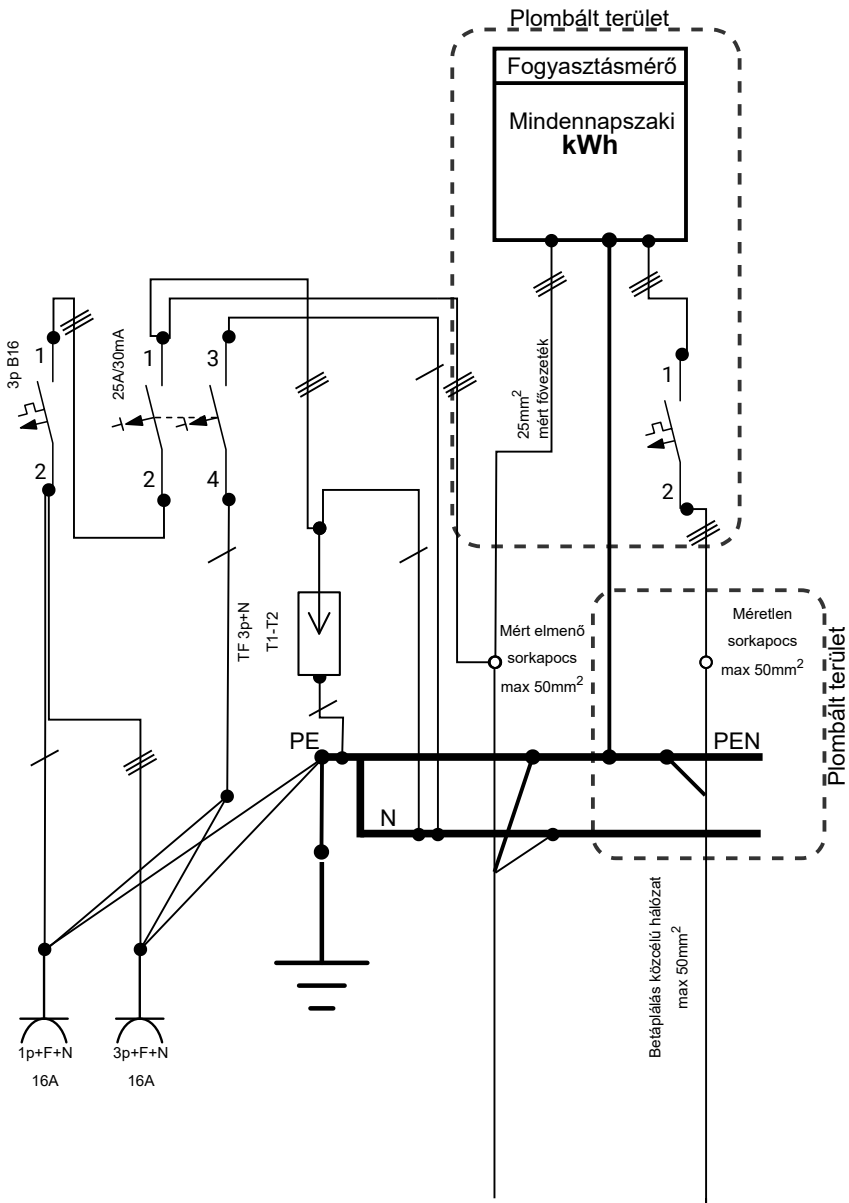 Plombált terület
Fogyasztásmérő
Mindennapszaki
kWh
3p B16
1
2
25A/30mA
1
2
3
4
25mm²
mért fővezeték
1
2
TF 3p+N
T1-T2
Mért elmenő
sorkapocs
max 50mm²
Méretlen
sorkapocs
max 50mm²
Plombált terület
PE
PEN
N
Betáplálás közcélú hálózat
max 50mm²
1p+F+N
16A
3p+F+N
16A